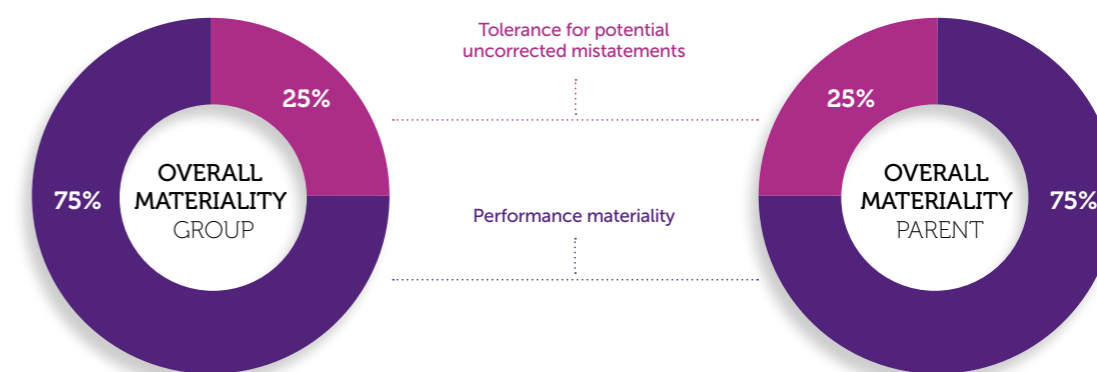 Tolerance for potential
uncorrected mistatements
25%
25%
OVERALL
MATERIALITY
GROUP
75%
OVERALL
MATERIALITY
PARENT
75%
Performance materiality